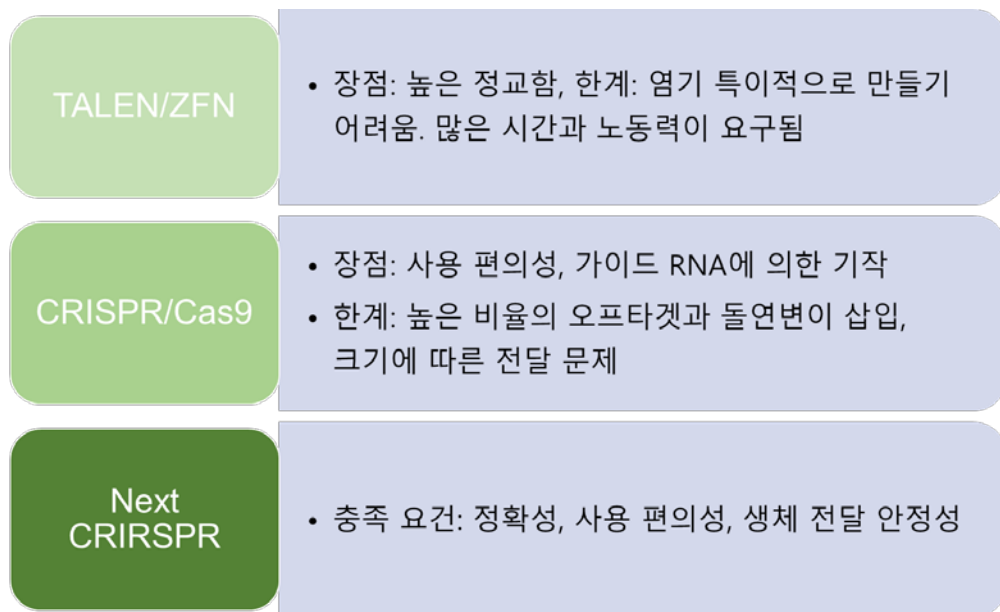 TALEN/ZFN
• 장점: 높은 정교함, 한계: 염기 특이적으로 만들기
어려움. 많은 시간과 노동력이 요구됨
CRISPR/Cas9
• 장점: 사용 편의성, 가이드 RNA에 의한 기작
• 한계: 높은 비율의 오프타겟과 돌연변이 삽입,
크기에 따른 전달 문제
Next
CRIRSPR
• 충족 요건: 정확성, 사용 편의성, 생체 전달 안정성